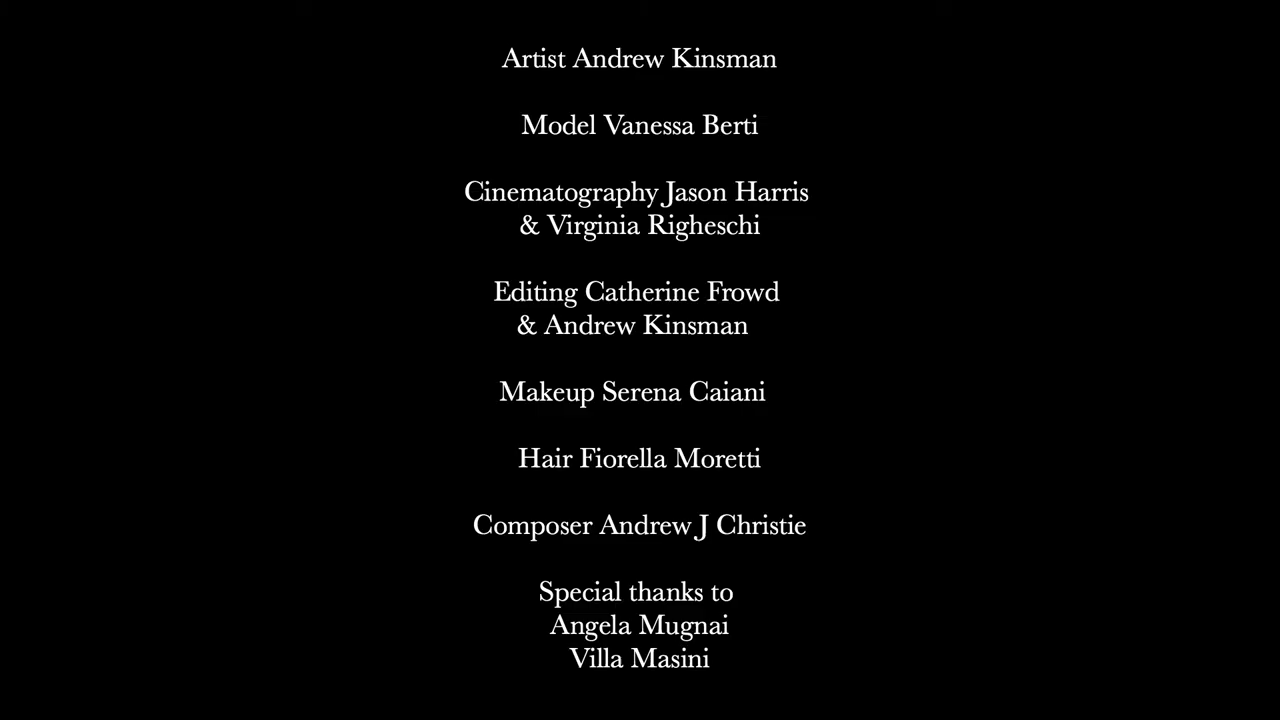 Artist Andrew Kinsman
Model Vanessa Berti
Cinematography Jason Harris
& Virginia Righeschi
Editing Catherine Frowd
& Andrew Kinsman
Makeup Serena Caiani
Hair Fiorella Moretti
Composer Andrew J Christie
Special thanks to
Angela Mugnai
Villa Masini